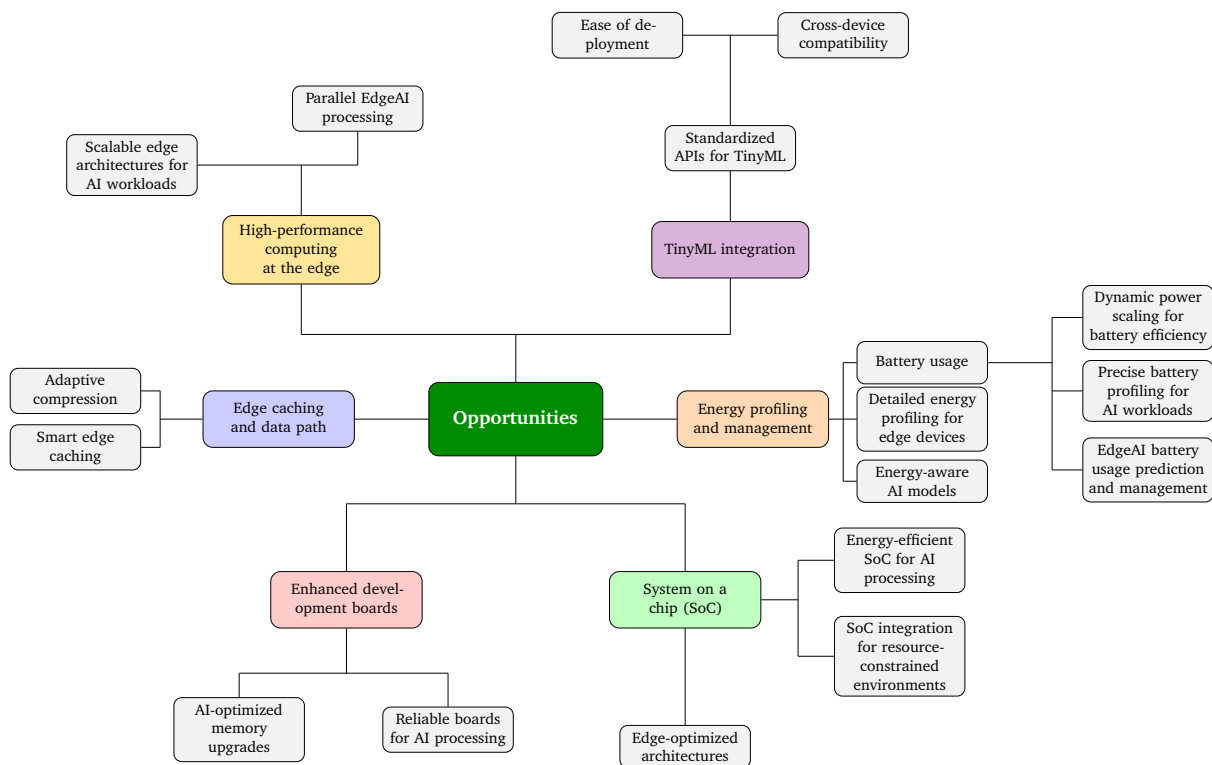 Ease of de-
ployment
Cross-device
compatibility
Parallel EdgeAI
processing
Scalable edge
architectures for
AI workloads
Standardized
APIs for TinyML
High-performance
computing
at the edge
TinyML integration
Dynamic power
scaling for
battery efficiency
Battery usage
Adaptive
compression
Precise battery
profiling for
AI workloads
Edge caching
and data path
Opportunities
Energy profiling
and management
Detailed energy
profiling for
edge devices
Smart edge
caching
EdgeAI battery
usage prediction
and management
Energy-aware
AI models
Energy-efficient
SoC for AI
processing
Enhanced devel-
opment boards
System on a
chip (SoC)
SoC integration
for resource-
constrained
environments
AI-optimized
memory
upgrades
Reliable boards
for AI processing
Edge-optimized
architectures